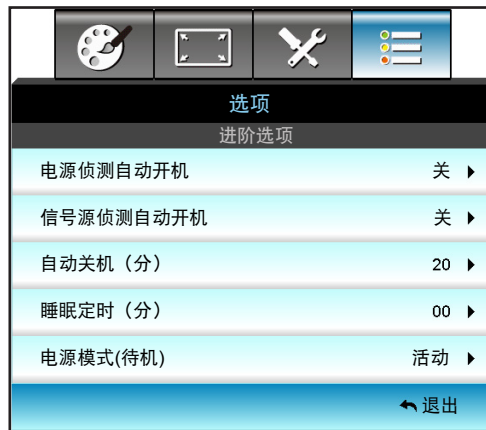 选项
进阶选项
电源侦测自动开机 关
信号源侦测自动开机 关
自动关机（分） 20
睡眠定时（分） 00
电源模式(待机) 活动
退出